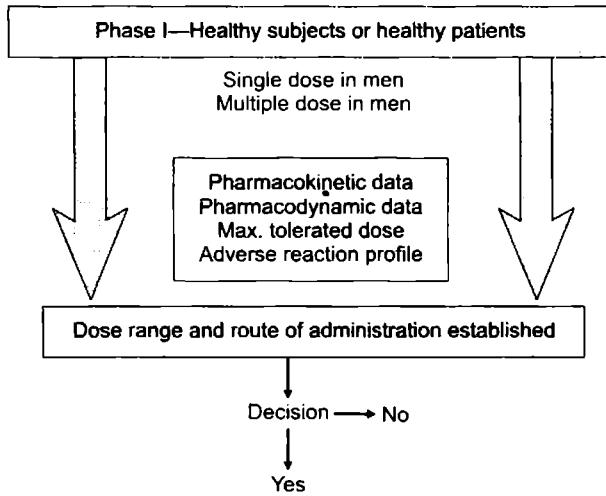 Phase I—Healthy subjects or healthy patients
Single dose in men
Multiple dose in men
Pharmacokinetic data
Pharmacodynamic data
Max. tolerated dose
Adverse reaction profile
Dose range and route of administration established
Decision → No
Yes